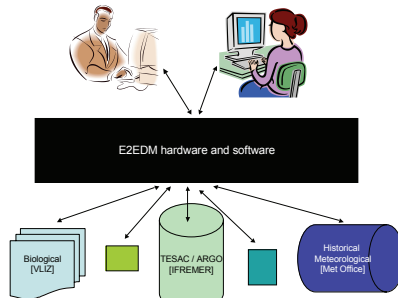 E2EDM hardware and software
Biological
[VLIZ]
TESAC / ARGO
[IFREMER]
Historical
Meteorological
[Met Office]